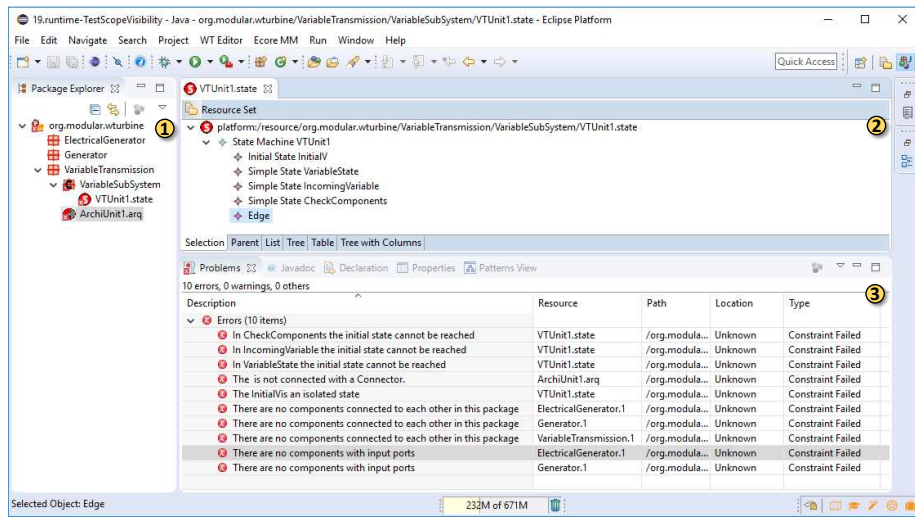 19.runtime-TestScopeVisibility - Java - org.modular.wturbine/VariableTransmission/VariableSubSystem/VTUnit1.state - Eclipse Platform
File Edit Navigate Search Project WT Editor Ecore MM Run Window Help
Quick Access
Package Explorer
1
org.modular.wturbine
ElectricalGenerator
Generator
VariableTransmission
VariableSubSystem
VTUnit1.state
ArchiUnit1.arq
VTUnit1.state
Resource Set
2
platform:/resource/org.modular.wturbine/VariableTransmission/VariableSubSystem/VTUnit1.state
State Machine VTUnit1
Initial State InitialV
Simple State VariableState
Simple State IncomingVariable
Simple State CheckComponents
Edge
Selection Parent List Tree Table Tree with Columns
Problems Javadoc Declaration Properties Patterns View
10 errors, 0 warnings, 0 others
3
Description Resource Path Location Type
Errors (10 items)
In CheckComponents the initial state cannot be reached VTUnit1.state /org.modula... Unknown Constraint Failed
In IncomingVariable the initial state cannot be reached VTUnit1.state /org.modula... Unknown Constraint Failed
In VariableState the initial state cannot be reached VTUnit1.state /org.modula... Unknown Constraint Failed
The is not connected with a Connector. ArchiUnit1.arq /org.modula... Unknown Constraint Failed
The InitialVis an isolated state VTUnit1.state /org.modula... Unknown Constraint Failed
There are no components connected to each other in this package ElectricalGenerator.1 /org.modula... Unknown Constraint Failed
There are no components connected to each other in this package Generator.1 /org.modula... Unknown Constraint Failed
There are no components connected to each other in this package VariableTransmission.1 /org.modula... Unknown Constraint Failed
There are no components with input ports ElectricalGenerator.1 /org.modula... Unknown Constraint Failed
There are no components with input ports Generator.1 /org.modula... Unknown Constraint Failed
Selected Object: Edge
232M of 671M